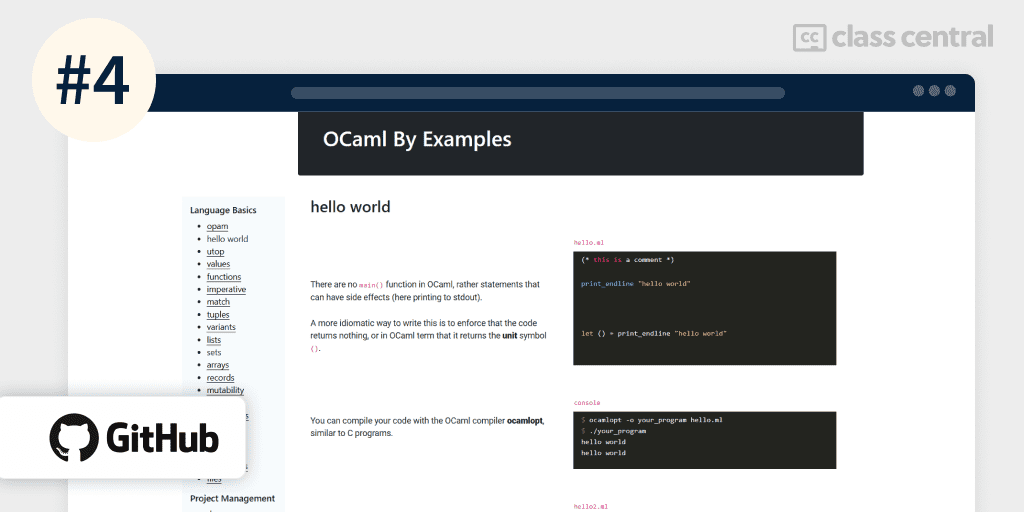 #4
class central
OCaml By Examples
Language Basics
opam
hello world
utop
values
functions
imperative
match
tuples
variants
lists
sets
arrays
records
mutability
files
Project Management
hello world
There are no main() function in OCaml, rather statements that
can have side effects (here printing to stdout).
A more idiomatic way to write this is to enforce that the code
returns nothing, or in OCaml term that it returns the unit symbol
().
You can compile your code with the OCaml compiler ocamlopt,
similar to C programs.
hello.ml
(* this is a comment *)
print_endline "hello world"
let () = print_endline "hello world"
console
$ ocamlopt -o your_program hello.ml
$ ./your_program
hello world
hello world
hello2.ml
GitHub